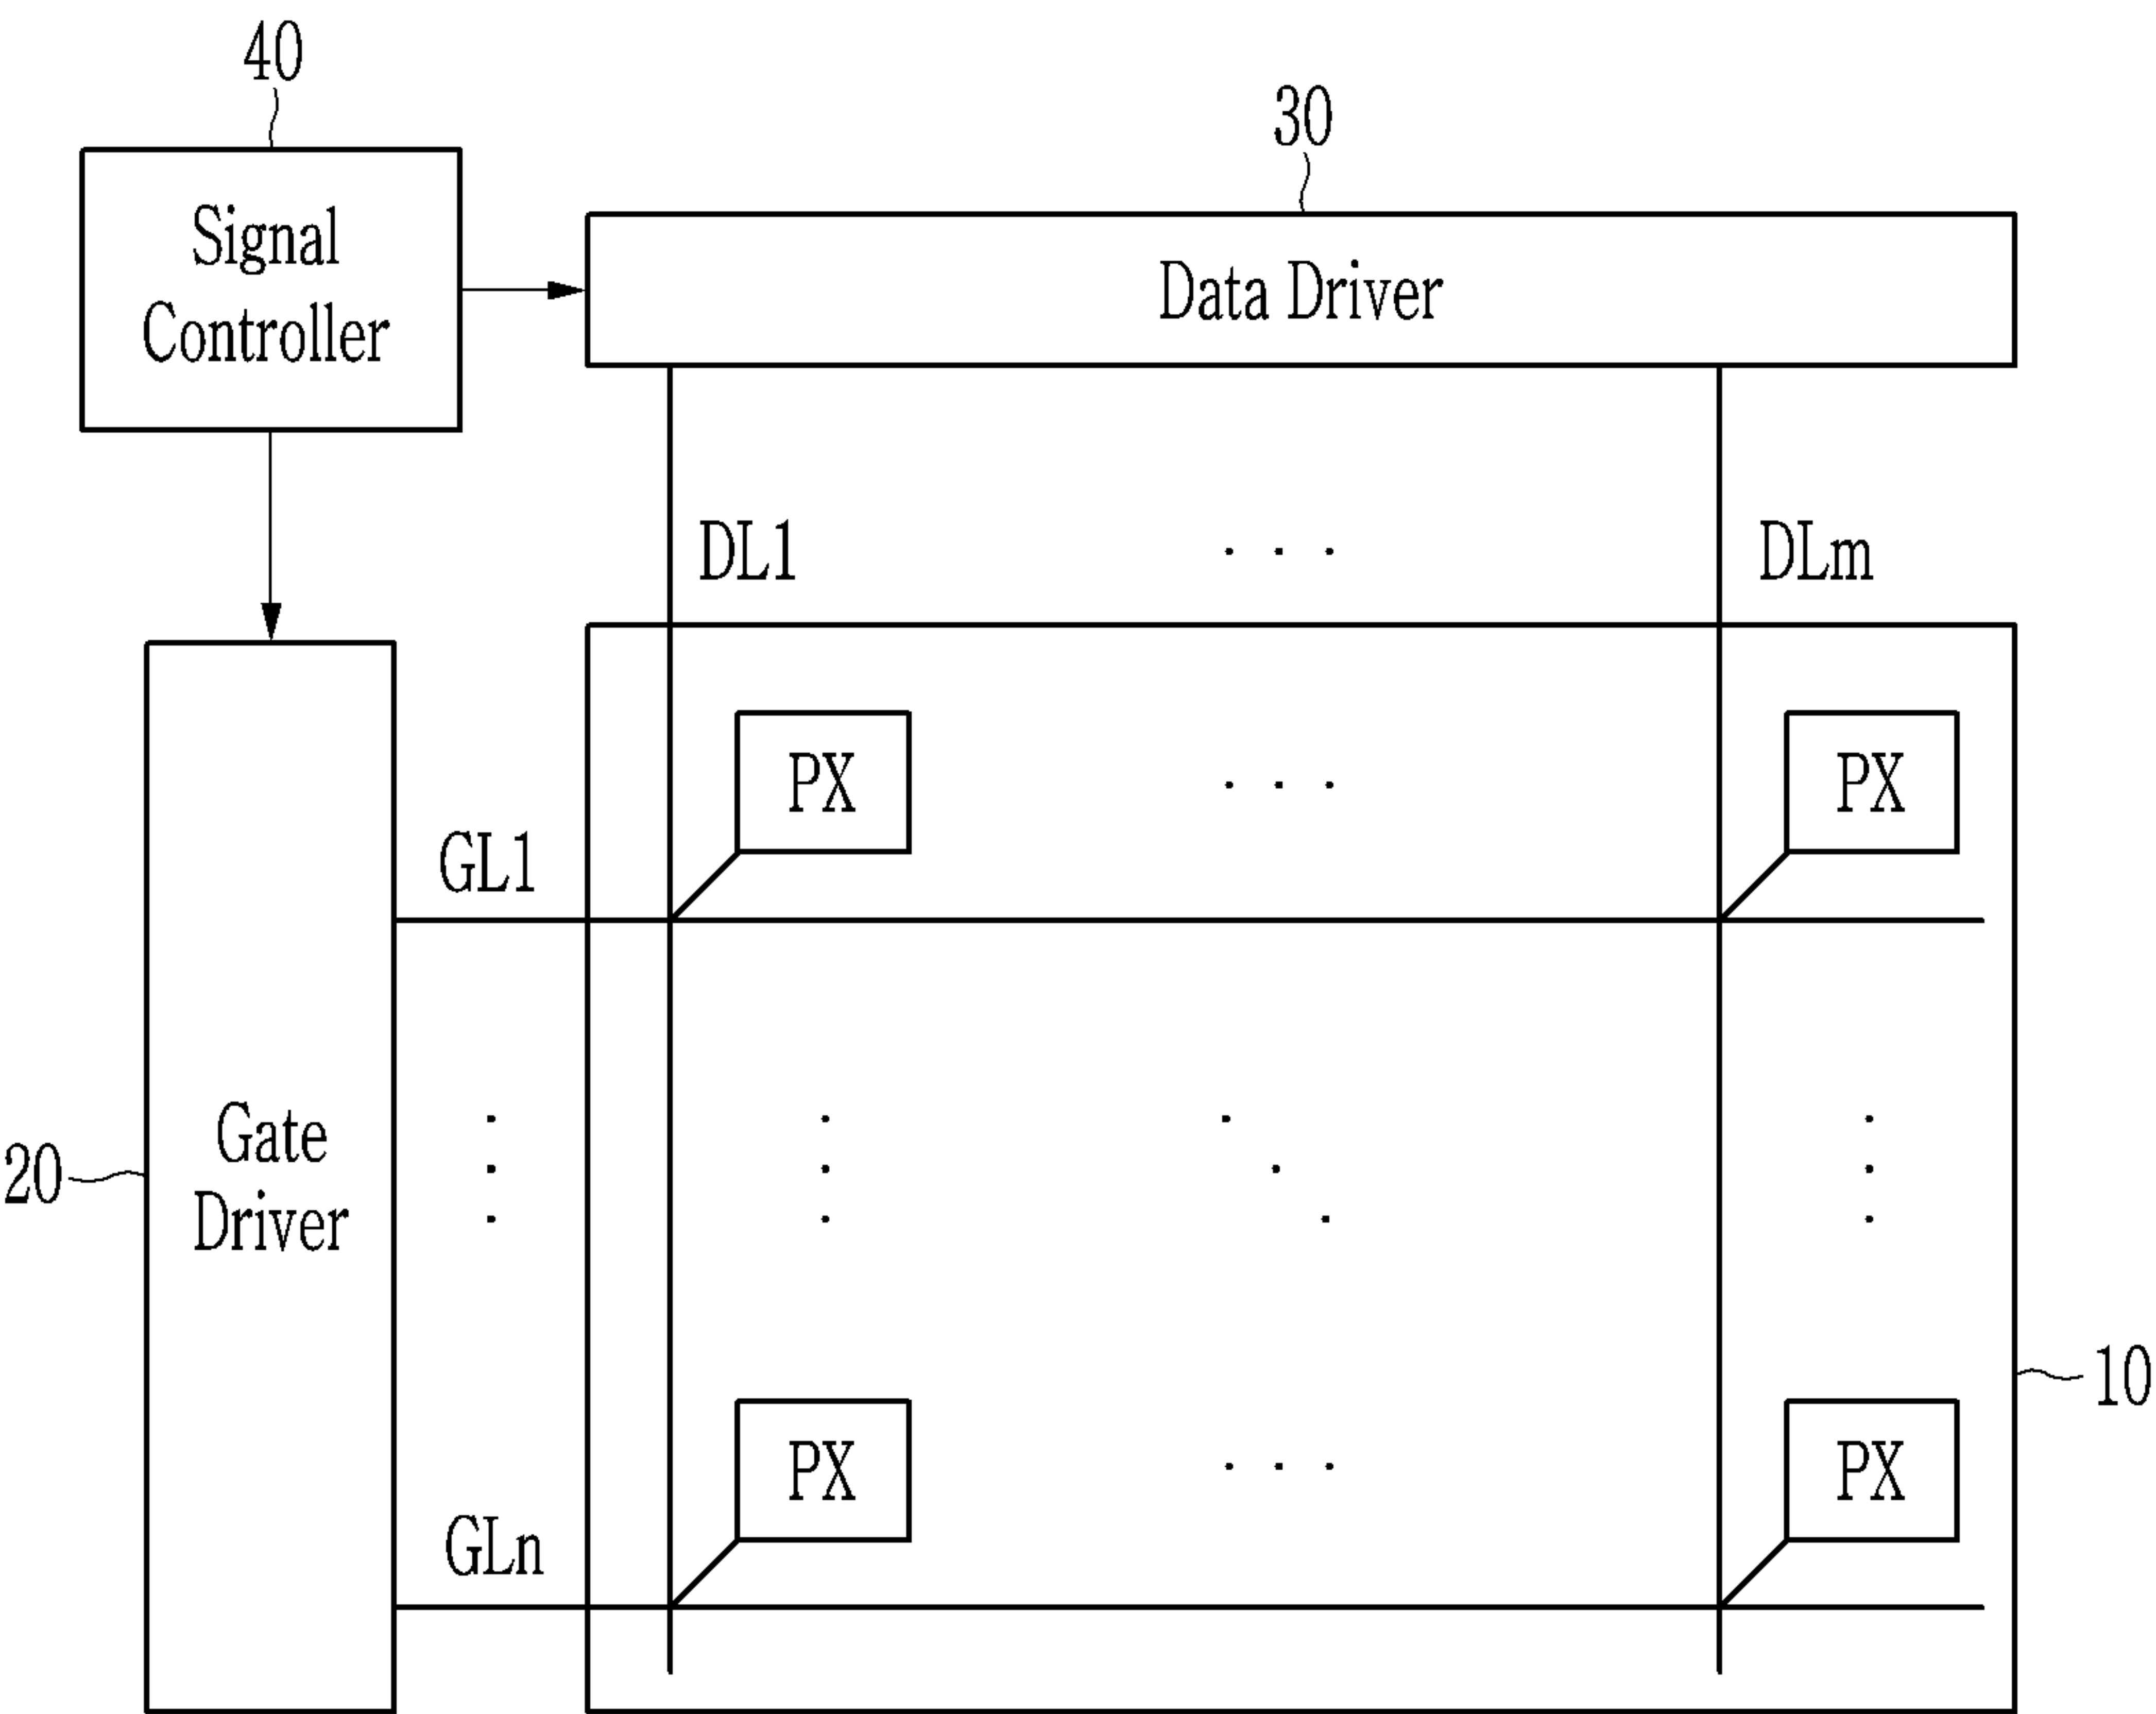 40
30
Signal
Controller
Data Driver
DL1
. . .
DLm
PX
. . .
PX
GL1
Gate
Driver
20
10
PX
. . .
PX
GLn